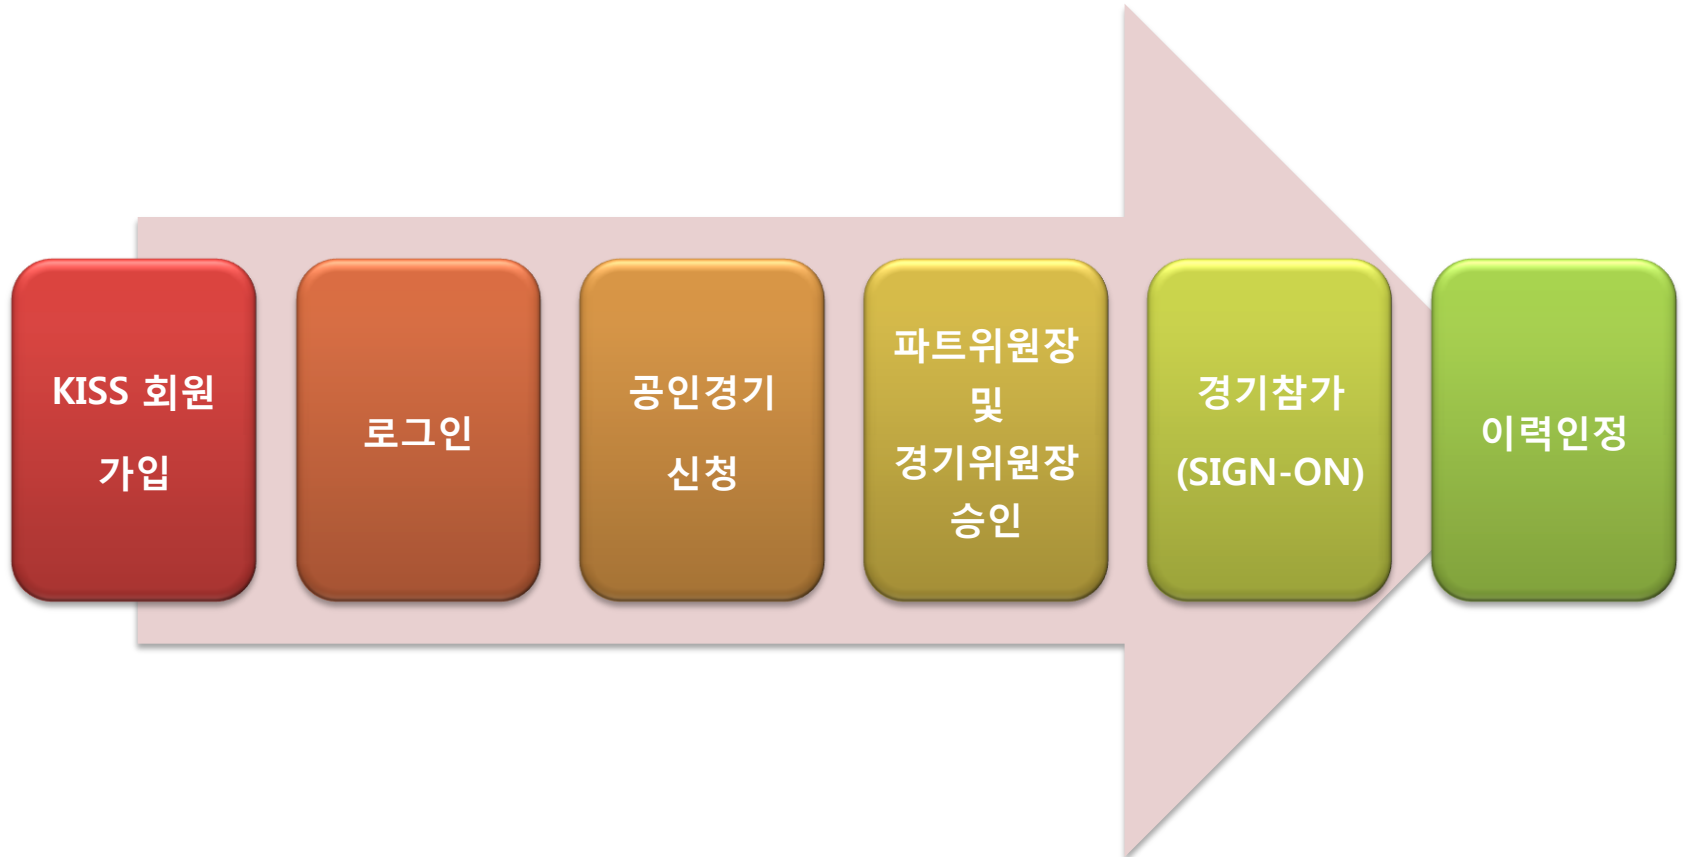 KISS 회원
가입
로그인
공인경기
신청
파트위원장
및
경기위원장
승인
경기참가
(SIGN-ON)
이력인정